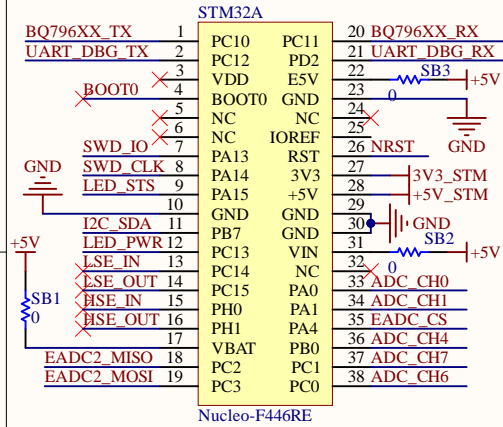 STM32A
BQ796XX_TX 1 PC10 PC11 20 BQ796XX_RX
UART_DBG_TX 2 PC12 PD2 21 UART_DBG_RX
3 VDD E5V 22 SB3 +5V
BOOT0 4 BOOT0 GND 23 0
5 NC NC 24 GND
6 NC IOREF 25
SWD_IO 7 PA13 RST 26 NRST
GND SWD_CLK 8 PA14 3V3 27 3V3_STM
LED_STS 9 PA15 +5V 28 +5V_STM
10 GND GND 29
I2C_SDA 11 PB7 GND 30 GND
+5V LED_PWR 12 PC13 VIN 31 SB2 +5V
LSE_IN 13 PC14 NC 32 0
LSE_OUT 14 PC15 PA0 33 ADC_CH0
SB1 HSE_IN 15 PH0 PA1 34 ADC_CH1
0 HSE_OUT 16 PH1 PA4 35 EADC_CS
17 VBAT PB0 36 ADC_CH4
EADC2_MISO 18 PC2 PC1 37 ADC_CH7
EADC2_MOSI 19 PC3 PC0 38 ADC_CH6
Nucleo-F446RE